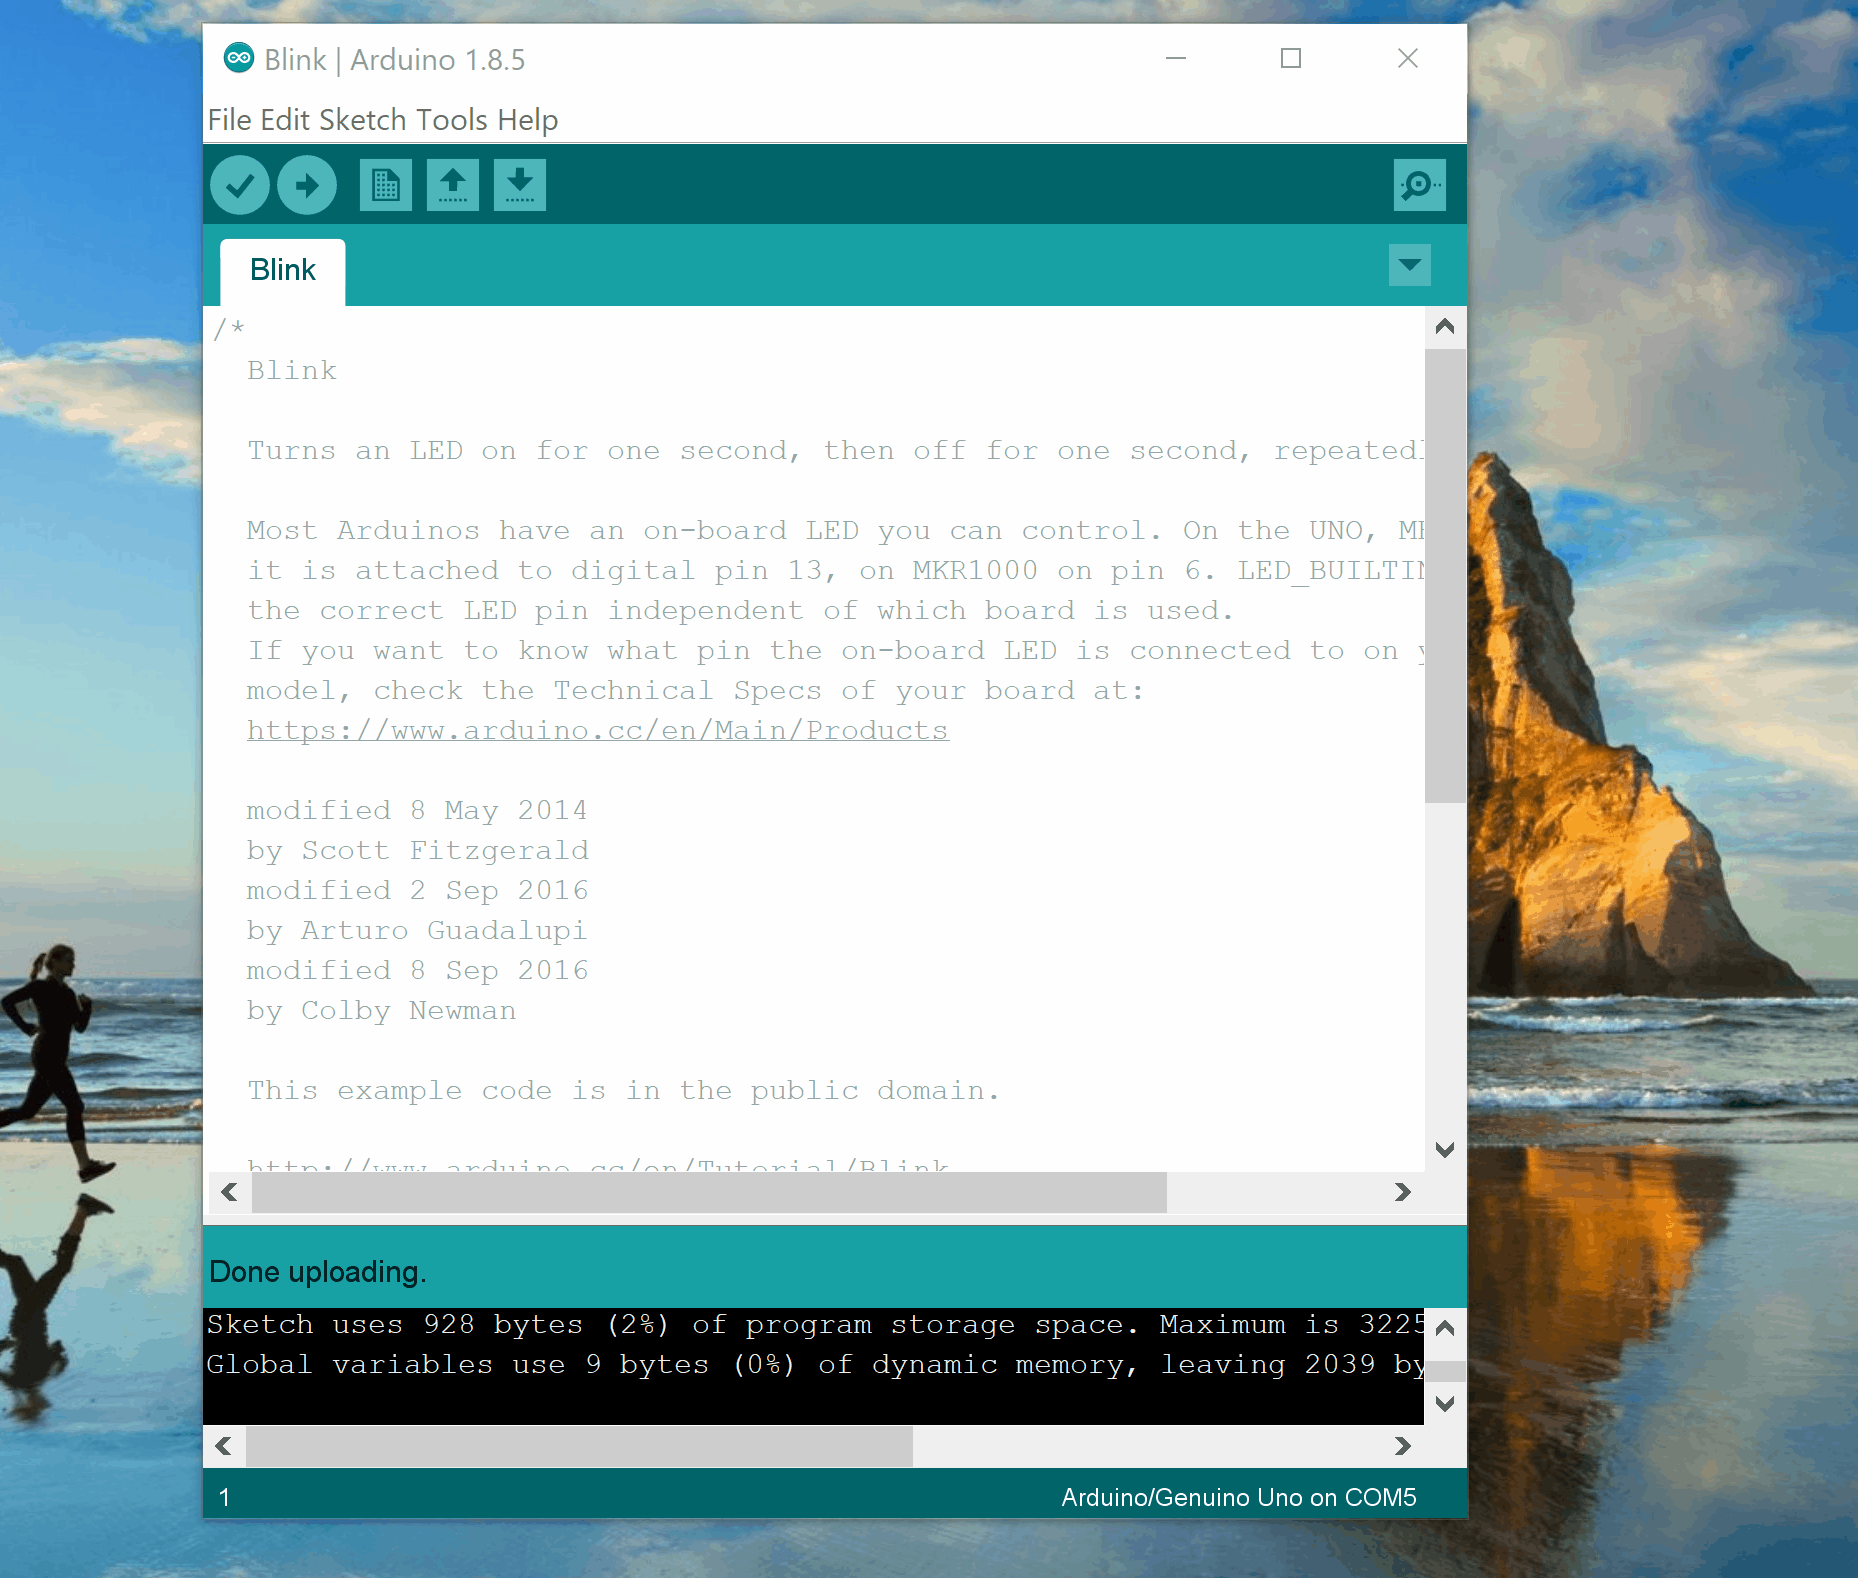 Blink | Arduino 1.8.5
File Edit Sketch Tools Help
Blink
/*
Blink
Turns an LED on for one second, then off for one second, repeatedl
Most Arduinos have an on-board LED you can control. On the UNO,
it is attached to digital pin 13, on MKR1000 on pin 6. LED_BUILTIN
the correct LED pin independent of which board is used.
If you want to know what pin the on-board LED is connected to on
model, check the Technical Specs of your board at:
https://www.arduino.cc/en/Main/Products
modified 8 May 2014
by Scott Fitzgerald
modified 2 Sep 2016
by Arturo Guadalupi
modified 8 Sep 2016
by Colby Newman
This example code is in the public domain.
http://www.arduino.cc/en/Tutorial/Blink
Done uploading.
Sketch uses 928 bytes (2%) of program storage space. Maximum is 3225
Global variables use 9 bytes (0%) of dynamic memory, leaving 2039 by
1
Arduino/Genuino Uno on COM5